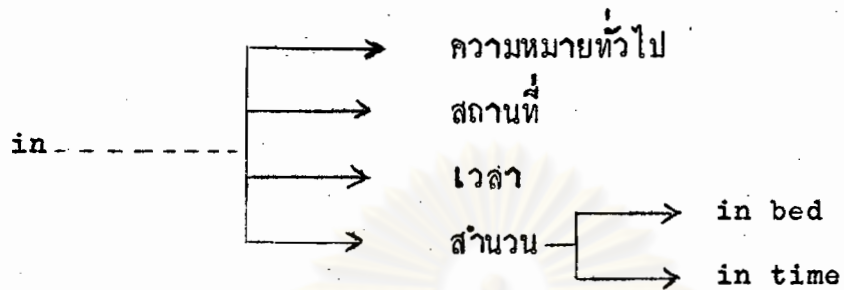 ความหมายทั่วไป
สถานที่
in
เวลา
สำนวน
in bed
in time